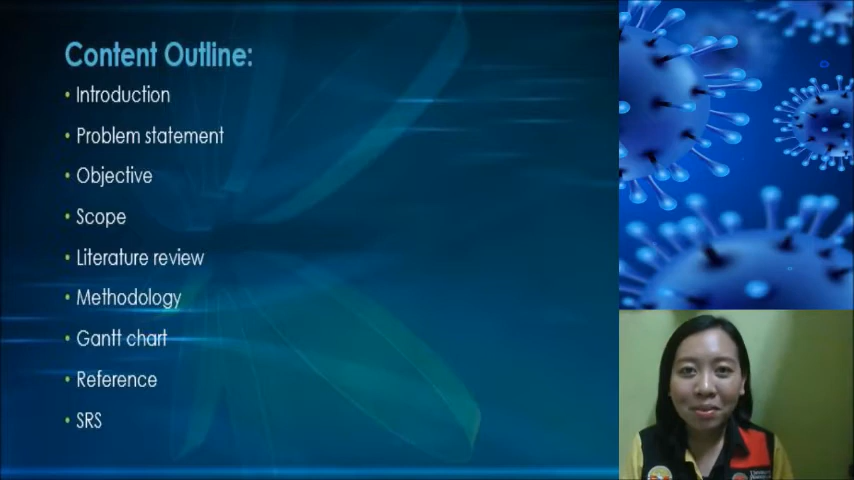 Content Outline:
• Introduction
• Problem statement
• Objective
• Scope
• Literature review
• Methodology
• Gantt chart
• Reference
• SRS